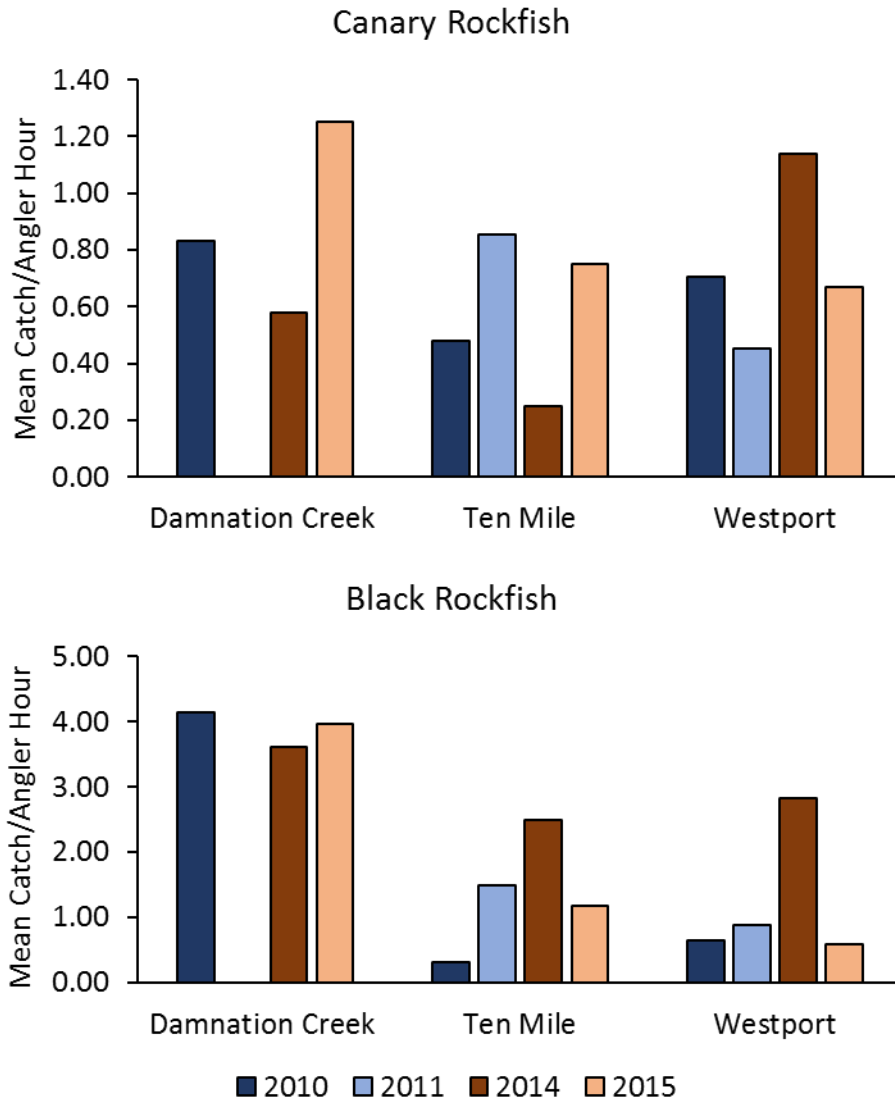 Canary Rockfish
Mean Catch/Angler Hour
1.40
1.20
1.00
0.80
0.60
0.40
0.20
0.00
Damnation Creek Ten Mile Westport
Black Rockfish
Mean Catch/Angler Hour
5.00
4.00
3.00
2.00
1.00
0.00
Damnation Creek Ten Mile Westport
2010 2011 2014 2015